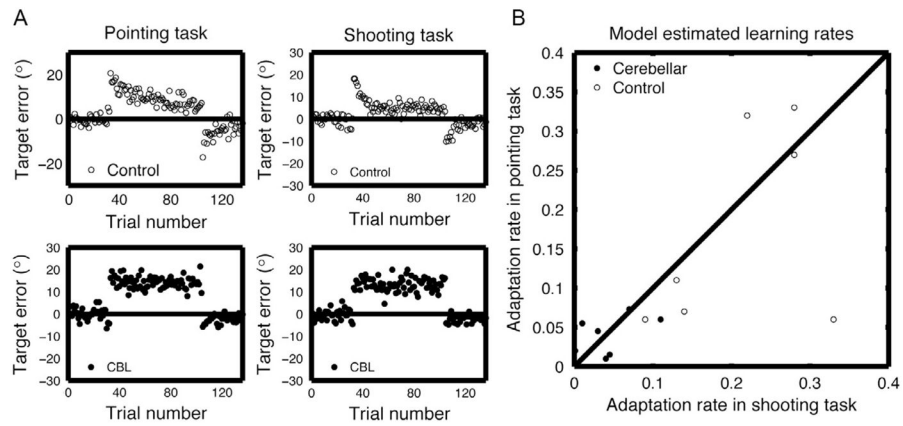 A
Pointing task
Target error (○)
20
0
−20
○ Control
0 40 80 120
Trial number
Shooting task
Target error (○)
30
20
10
0
−10
−20
−30
○ Control
0 40 80 120
Trial number
Target error (○)
30
20
10
0
−10
−20
−30
● CBL
0 40 80 120
Trial number
Target error (○)
30
20
10
0
−10
−20
−30
● CBL
0 40 80 120
Trial number
B
Model estimated learning rates
● Cerebellar
○ Control
Adaptation rate in pointing task
0.4
0.35
0.3
0.25
0.2
0.15
0.1
0.05
0
0 0.1 0.2 0.3 0.4
Adaptation rate in shooting task